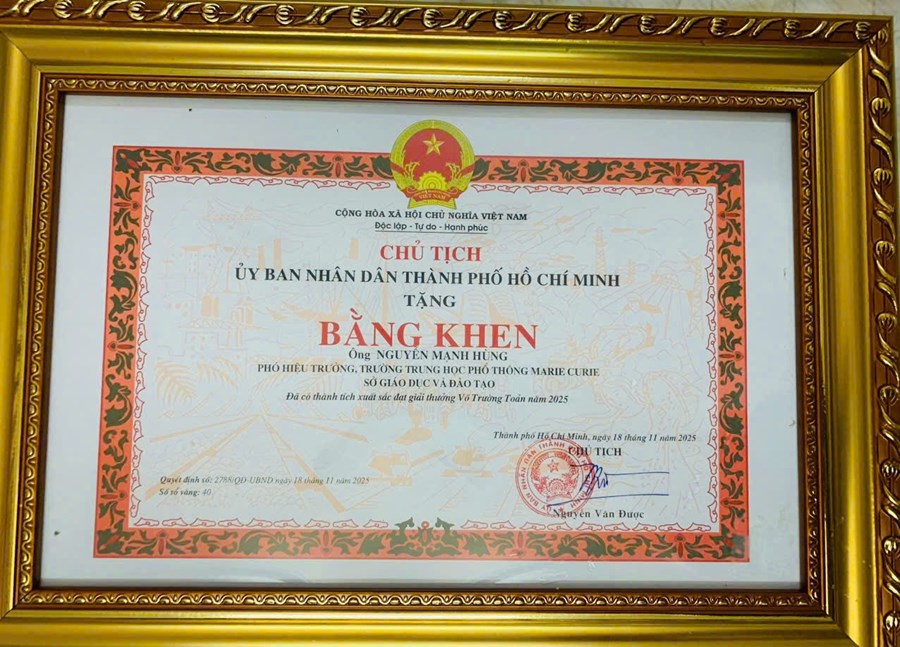 VIỆT NAM
CỘNG HÒA XÃ HỘI CHỦ NGHĨA VIỆT NAM
Độc lập - Tự do - Hạnh phúc
CHỦ TỊCH
ỦY BAN NHÂN DÂN THÀNH PHỐ HỒ CHÍ MINH
TẶNG
BẰNG KHEN
Ông NGUYỄN MẠNH HÙNG
PHÓ HIỆU TRƯỞNG, TRƯỜNG TRUNG HỌC PHỔ THÔNG MARIE CURIE
SỞ GIÁO DỤC VÀ ĐÀO TẠO
Đã có thành tích xuất sắc đạt giải thưởng Võ Trường Toản năm 2025
Thành phố Hồ Chí Minh, ngày 18 tháng 11 năm 2025
CHỦ TỊCH
Quyết định số: 2788/QĐ-UBND ngày 18 tháng 11 năm 2025
Số sổ vàng: 40
Nguyễn Văn Được